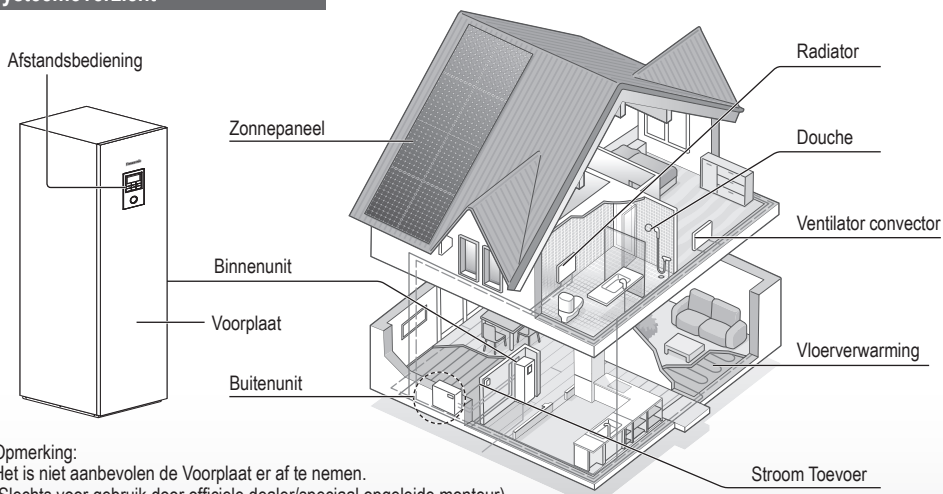 Afstandsbediening
Zonnepaneel
Binnenunit
Voorplaat
Buitenunit
Radiator
Douche
Ventilator convector
Vloerverwarming
Stroom Toevoer
Opmerking:
Het is niet aanbevolen de Voorplaat er af te nemen.